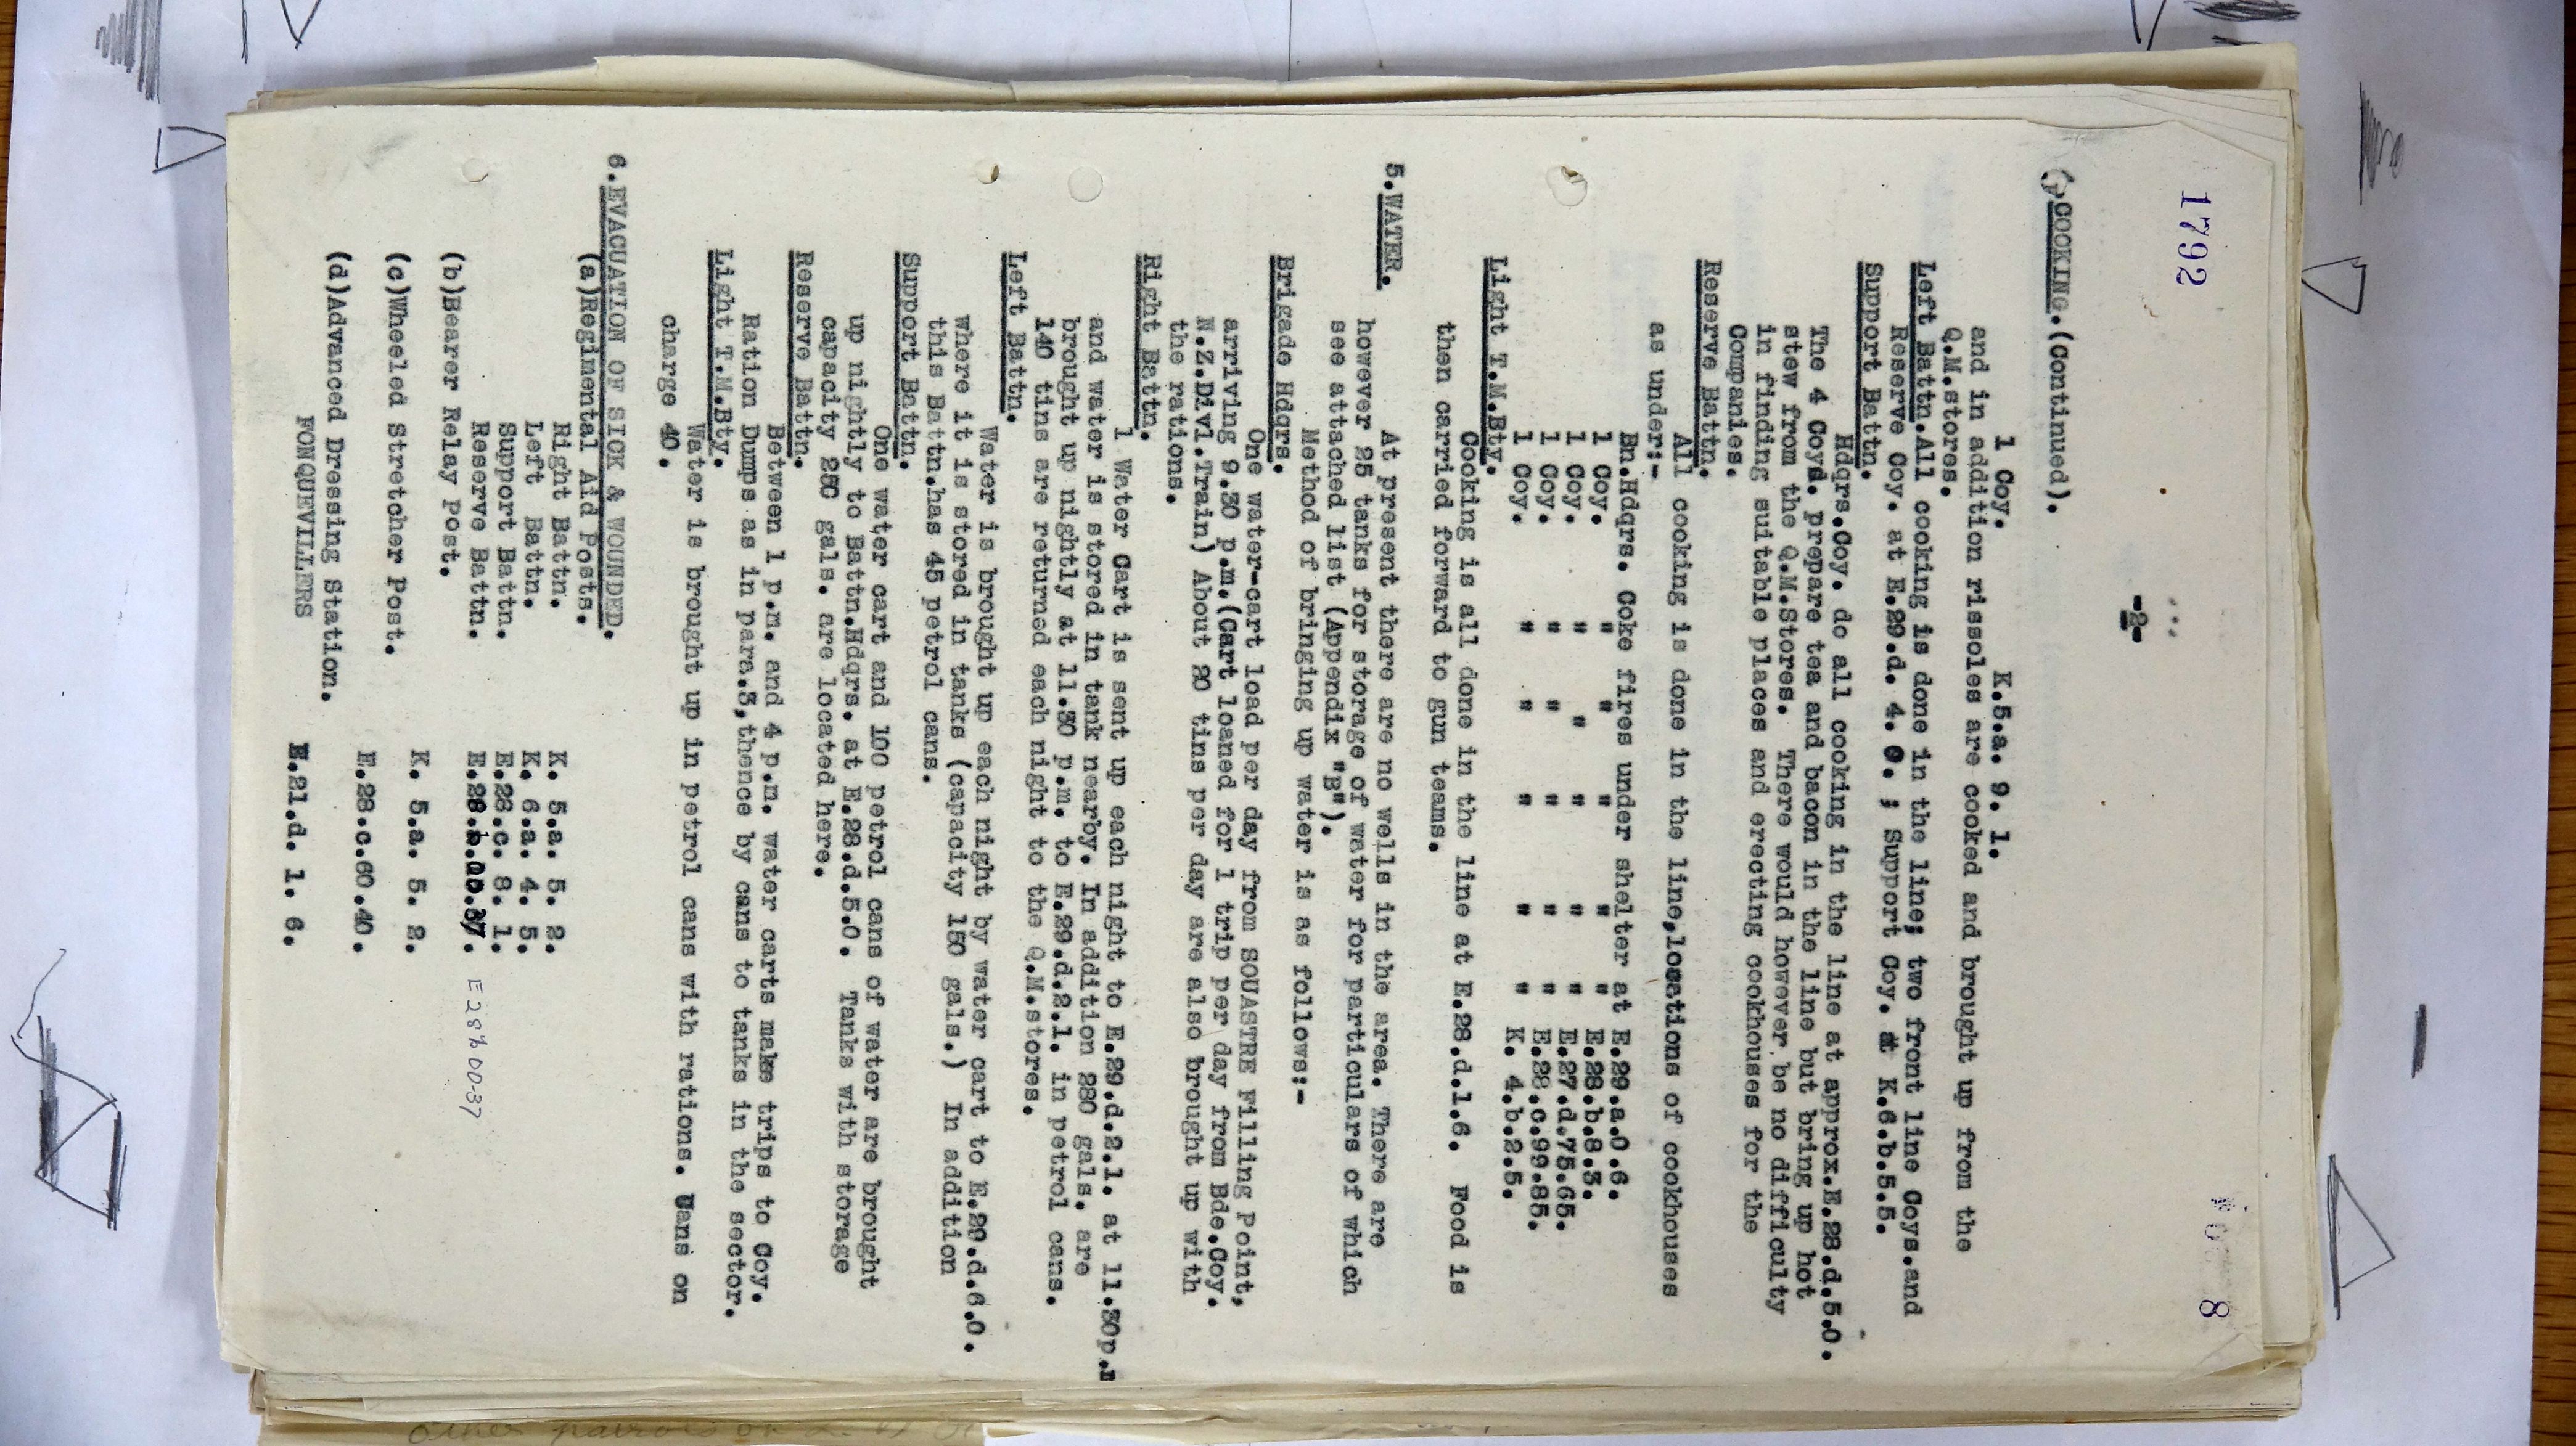 1792
8
-2-
COOKING.(Continued).
1 Coy. K.5.a. 9. 1.
and in addition rissoles are cooked and brought up from the
Q.M.stores.
Left Battn.All cooking is done in the line; two front line Coys.and
Reserve Coy. at E.29.d. 4. 0. ; Support Coy. at K.6.b.5.5.
Support Battn.
Hdqrs.Coy. do all cooking in the line at approx.E.28.d.5.0.
The 4 Coys. prepare tea and bacon in the line but bring up hot
stew from the Q.M.Stores. There would however be no difficulty
in finding suitable places and erecting cookhouses for the
Companies.
Reserve Battn.
All cooking is done in the line,locations of cookhouses
as under:-
Bn.Hdqrs. Coke fires under shelter at E.29.a.0.6.
1 Coy. " " " " " E.28.b.8.3.
1 Coy. " " " " " E.27.d.75.65.
1 Coy. " " " " " E.28.c.99.85.
1 Coy. " " " " " K. 4.b.2.5.
Light T.M.Bty.
Cooking is all done in the line at E.28.d.1.6. Food is
then carried forward to gun teams.
5.WATER.
At present there are no wells in the area. There are
however 25 tanks for storage of water for particulars of which
see attached list (Appendix "B").
Method of bringing up water is as follows:-
Brigade Hdqrs.
One water-cart load per day from SOUASTRE Filling Point,
arriving 9.30 p.m.(Cart loaned for 1 trip per day from Bde.Coy.
N.Z.Divl.Train) About 20 tins per day are also brought up with
the rations.
Right Battn.
1 Water Cart is sent up each night to E.29.d.2.1. at 11.30p.m
and water is stored in tank nearby. In addition 280 gals. are
brought up nightly at 11.30 p.m. to E.29.d.2.1. in petrol cans.
140 tins are returned each night to the Q.M.stores.
Left Battn.
Water is brought up each night by water cart to E.29.d.6.0.
where it is stored in tanks (capacity 150 gals.) In addition
this Battn.has 45 petrol cans.
Support Battn.
One water cart and 100 petrol cans of water are brought
up nightly to Battn.Hdqrs. at E.28.d.5.0. Tanks with storage
capacity 250 gals. are located here.
Reserve Battn.
Between 1 p.m. and 4 p.m. water carts make trips to Coy.
Ration Dumps as in para.3,thence by cans to tanks in the sector.
Light T.M.Bty.
Water is brought up in petrol cans with rations. Cans on
charge 40.
6.EVACUATION OF SICK & WOUNDED.
(a)Regimental Aid Posts.
Right Battn. K. 5.a. 5. 2.
Left Battn. K. 6.a. 4. 5.
Support Battn. E.28.c. 8. 1.
Reserve Battn. E.28.b.00.37. E28b00-37
(b)Bearer Relay Post. K. 5.a. 5. 2.
(c)Wheeled Stretcher Post. E.28.c.60.40.
(d)Advanced Dressing Station.
FONQUEVILLERS E.21.d. 1. 6.
other patrols on